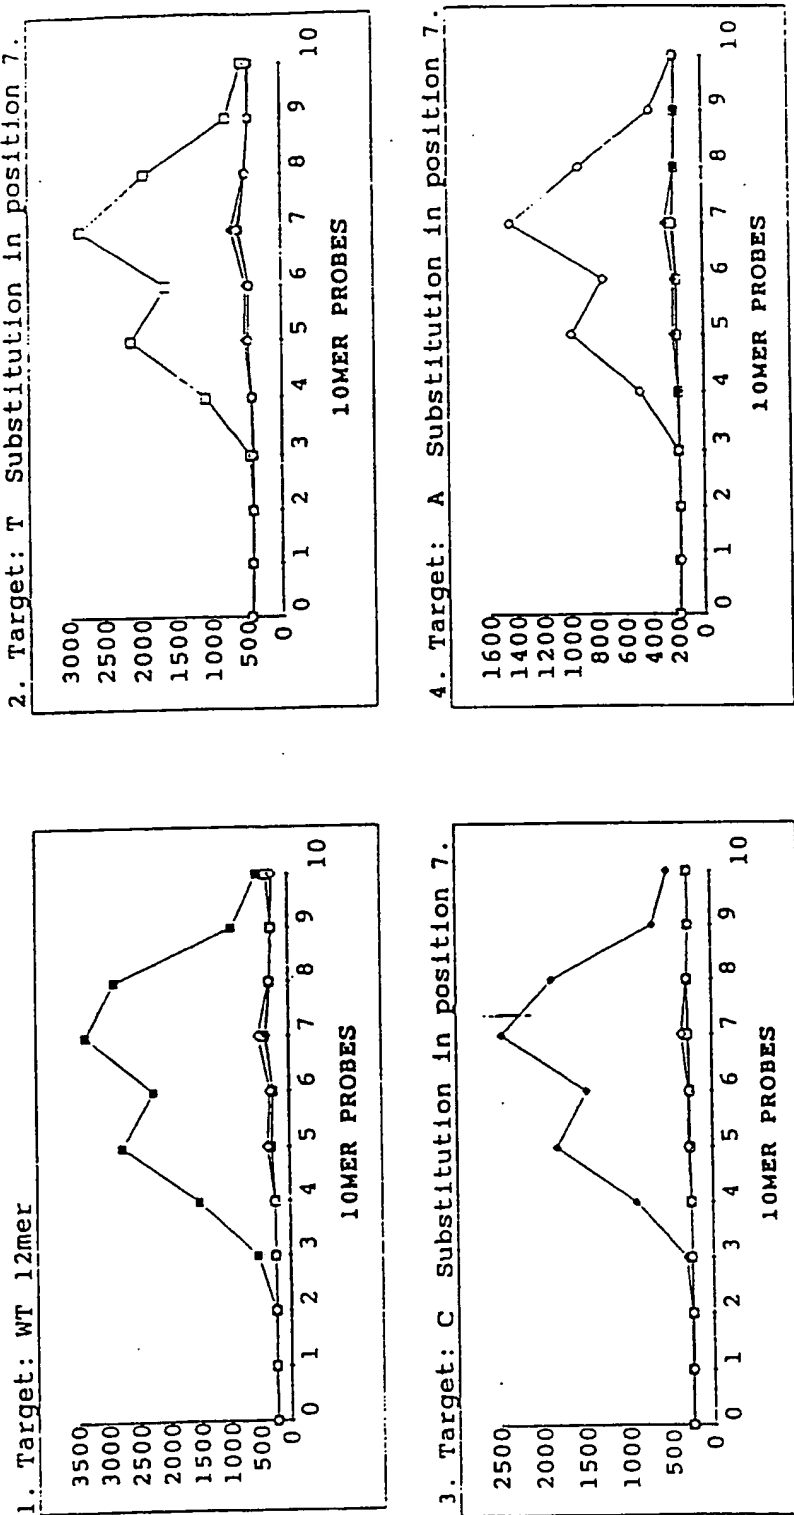 1. Target: WT 12mer
3500
3000
2500
2000
1500
1000
500
0
0 1 2 3 4 5 6 7 8 9 10
10MER PROBES
2. Target: T Substitution in position 7.
3000
2500
2000
1500
1000
500
0
0 1 2 3 4 5 6 7 8 9 10
10MER PROBES
3. Target: C Substitution in position 7.
2500
2000
1500
1000
500
0
0 1 2 3 4 5 6 7 8 9 10
10MER PROBES
4. Target: A Substitution in position 7.
1600
1400
1200
1000
800
600
400
200
0
0 1 2 3 4 5 6 7 8 9 10
10MER PROBES